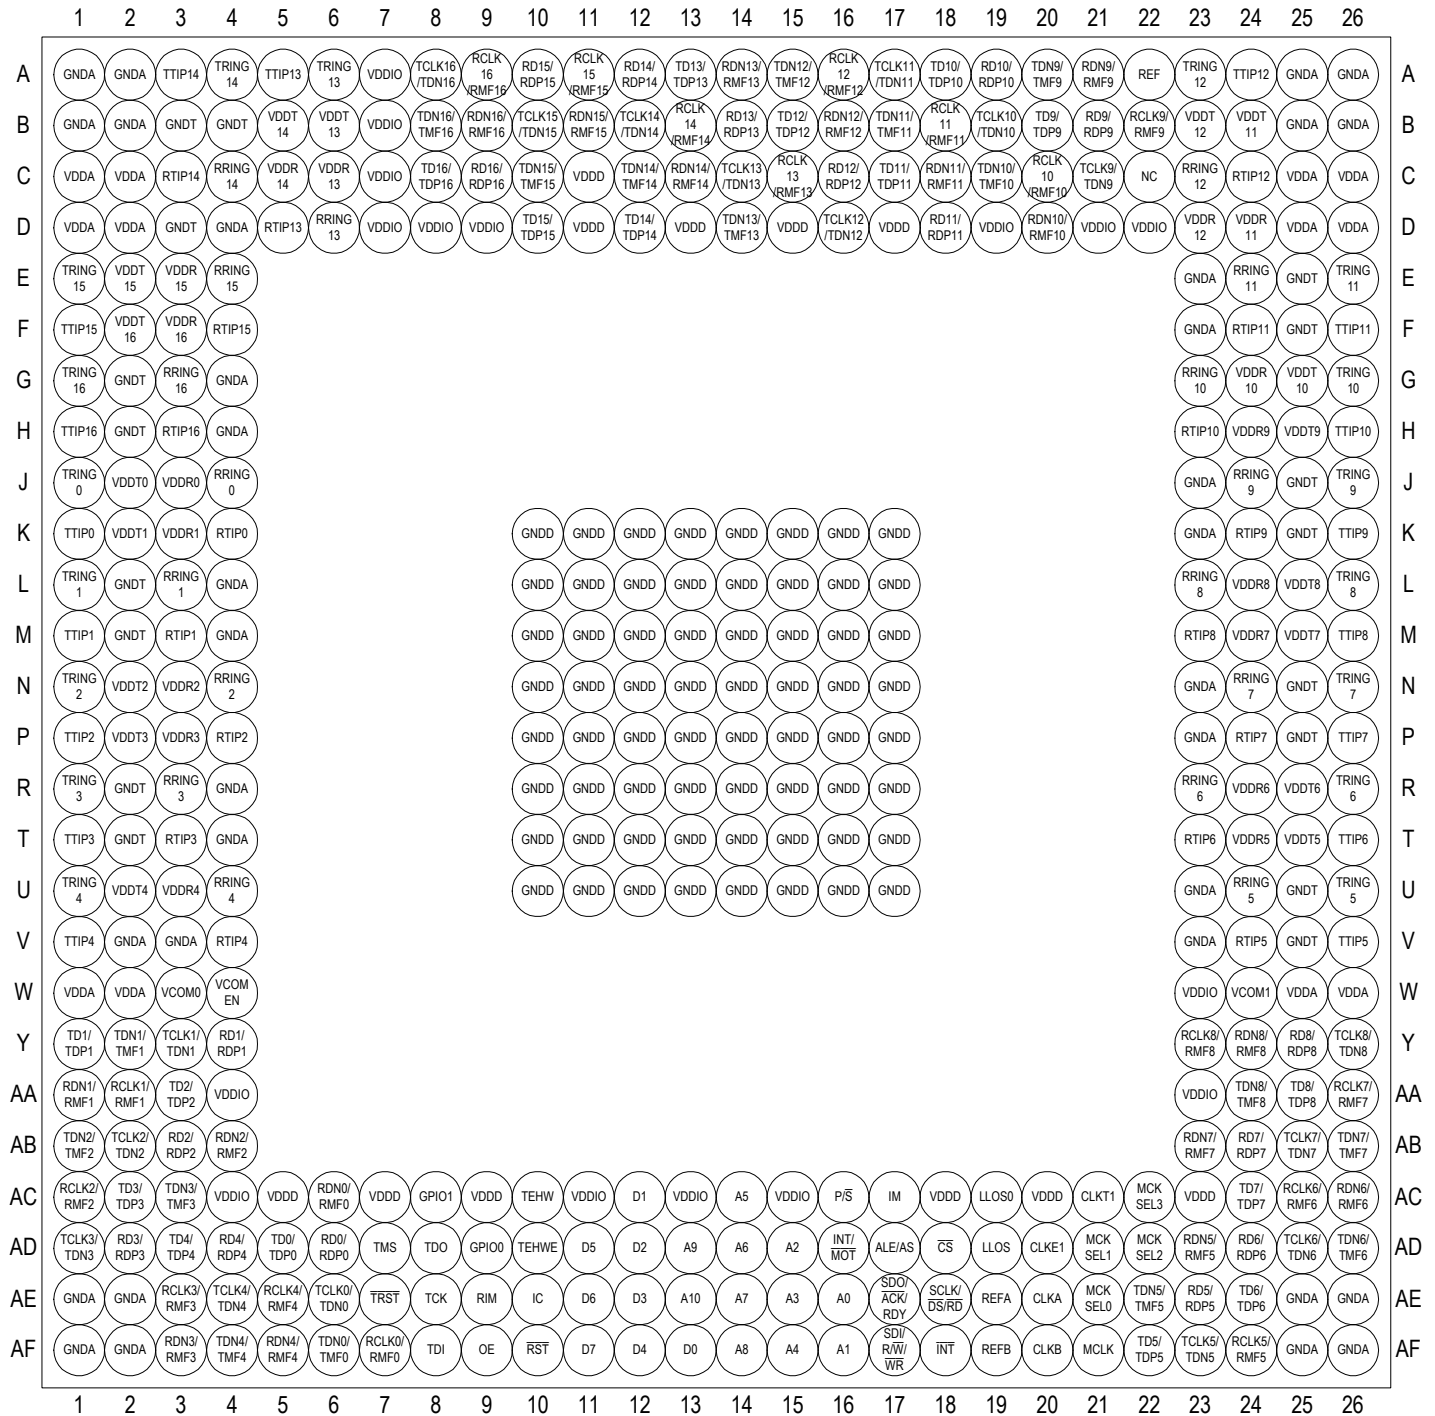 1 2 3 4 5 6 7 8 9 10 11 12 13 14 15 16 17 18 19 20 21 22 23 24 25 26
A GNDA GNDA TTIP14 TRING 14 TTIP13 TRING 13 VDDIO TCLK16 /TDN16 RCLK 16 /RMF16 RD15/ RDP15 RCLK 15 /RMF15 RD14/ RDP14 TD13/ TDP13 RDN13/ RMF13 TDN12/ TMF12 RCLK 12 /RMF12 TCLK11 /TDN11 TD10/ TDP10 RD10/ RDP10 TDN9/ TMF9 RDN9/ RMF9 REF TRING 12 TTIP12 GNDA GNDA A
B GNDA GNDA GNDT GNDT VDDT 14 VDDT 13 VDDIO TDN16/ TMF16 RDN16/ RMF16 TCLK15 /TDN15 RDN15/ RMF15 TCLK14 /TDN14 RCLK 14 /RMF14 RD13/ RDP13 TD12/ TDP12 RDN12/ RMF12 TDN11/ TMF11 RCLK 11 /RMF11 TCLK10 /TDN10 TD9/ TDP9 RD9/ RDP9 RCLK9/ RMF9 VDDT 12 VDDT 11 GNDA GNDA B
C VDDA VDDA RTIP14 RRING 14 VDDR 14 VDDR 13 VDDIO TD16/ TDP16 RD16/ RDP16 TDN15/ TMF15 VDDD TDN14/ TMF14 RDN14/ RMF14 TCLK13 /TDN13 RCLK 13 /RMF13 RD12/ RDP12 TD11/ TDP11 RDN11/ RMF11 TDN10/ TMF10 RCLK 10 /RMF10 TCLK9/ TDN9 NC RRING 12 RTIP12 VDDA VDDA C
D VDDA VDDA GNDT GNDA RTIP13 RRING 13 VDDIO VDDIO VDDIO TD15/ TDP15 VDDD TD14/ TDP14 VDDD TDN13/ TMF13 VDDD TCLK12 /TDN12 VDDD RD11/ RDP11 VDDIO RDN10/ RMF10 VDDIO VDDIO VDDR 12 VDDR 11 VDDA VDDA D
E TRING 15 VDDT 15 VDDR 15 RRING 15 GNDA RRING 11 GNDT TRING 11 E
F TTIP15 VDDT 16 VDDR 16 RTIP15 GNDA RTIP11 GNDT TTIP11 F
G TRING 16 GNDT RRING 16 GNDA RRING 10 VDDR 10 VDDT 10 TRING 10 G
H TTIP16 GNDT RTIP16 GNDA RTIP10 VDDR9 VDDT9 TTIP10 H
J TRING 0 VDDT0 VDDR0 RRING 0 GNDA RRING 9 GNDT TRING 9 J
K TTIP0 VDDT1 VDDR1 RTIP0 GNDD GNDD GNDD GNDD GNDD GNDD GNDD GNDD GNDA RTIP9 GNDT TTIP9 K
L TRING 1 GNDT RRING 1 GNDA GNDD GNDD GNDD GNDD GNDD GNDD GNDD GNDD RRING 8 VDDR8 VDDT8 TRING 8 L
M TTIP1 GNDT RTIP1 GNDA GNDD GNDD GNDD GNDD GNDD GNDD GNDD GNDD RTIP8 VDDR7 VDDT7 TTIP8 M
N TRING 2 VDDT2 VDDR2 RRING 2 GNDD GNDD GNDD GNDD GNDD GNDD GNDD GNDD GNDA RRING 7 GNDT TRING 7 N
P TTIP2 VDDT3 VDDR3 RTIP2 GNDD GNDD GNDD GNDD GNDD GNDD GNDD GNDD GNDA RTIP7 GNDT TTIP7 P
R TRING 3 GNDT RRING 3 GNDA GNDD GNDD GNDD GNDD GNDD GNDD GNDD GNDD RRING 6 VDDR6 VDDT6 TRING 6 R
T TTIP3 GNDT RTIP3 GNDA GNDD GNDD GNDD GNDD GNDD GNDD GNDD GNDD RTIP6 VDDR5 VDDT5 TTIP6 T
U TRING 4 VDDT4 VDDR4 RRING 4 GNDD GNDD GNDD GNDD GNDD GNDD GNDD GNDD GNDA RRING 5 GNDT TRING 5 U
V TTIP4 GNDA GNDA RTIP4 GNDA RTIP5 GNDT TTIP5 V
W VDDA VDDA VCOM0 VCOM EN VDDIO VCOM1 VDDA VDDA W
Y TD1/ TDP1 TDN1/ TMF1 TCLK1/ TDN1 RD1/ RDP1 RCLK8/ RMF8 RDN8/ RMF8 RD8/ RDP8 TCLK8/ TDN8 Y
AA RDN1/ RMF1 RCLK1/ RMF1 TD2/ TDP2 VDDIO VDDIO TDN8/ TMF8 TD8/ TDP8 RCLK7/ RMF7 AA
AB TDN2/ TMF2 TCLK2/ TDN2 RD2/ RDP2 RDN2/ RMF2 RDN7/ RMF7 RD7/ RDP7 TCLK7/ TDN7 TDN7/ TMF7 AB
AC RCLK2/ RMF2 TD3/ TDP3 TDN3/ TMF3 VDDIO VDDD RDN0/ RMF0 VDDD GPIO1 VDDD TEHW VDDIO D1 VDDIO A5 VDDIO P/S̅ IM VDDD LLOS0 VDDD CLKT1 MCK SEL3 VDDD TD7/ TDP7 RCLK6/ RMF6 RDN6/ RMF6 AC
AD TCLK3/ TDN3 RD3/ RDP3 TD4/ TDP4 RD4/ RDP4 TD0/ TDP0 RD0/ RDP0 TMS TDO GPIO0 TEHWE D5 D2 A9 A6 A2 INT/ M̅O̅T̅ ALE/AS C̅S̅ LLOS CLKE1 MCK SEL1 MCK SEL2 RDN5/ RMF5 RD6/ RDP6 TCLK6/ TDN6 TDN6/ TMF6 AD
AE GNDA GNDA RCLK3/ RMF3 TCLK4/ TDN4 RCLK4/ RMF4 TCLK0/ TDN0 T̅R̅S̅T̅ TCK RIM IC D6 D3 A10 A7 A3 A0 SDO/ A̅C̅K̅/ RDY SCLK/ D̅S̅/R̅D̅ REFA CLKA MCK SEL0 TDN5/ TMF5 RD5/ RDP5 TD6/ TDP6 GNDA GNDA AE
AF GNDA GNDA RDN3/ RMF3 TDN4/ TMF4 RDN4/ RMF4 TDN0/ TMF0 RCLK0/ RMF0 TDI OE R̅S̅T̅ D7 D4 D0 A8 A4 A1 SDI/ R/W̅/ W̅R̅ I̅N̅T̅ REFB CLKB MCLK TD5/ TDP5 TCLK5/ TDN5 RCLK5/ RMF5 GNDA GNDA AF
1 2 3 4 5 6 7 8 9 10 11 12 13 14 15 16 17 18 19 20 21 22 23 24 25 26